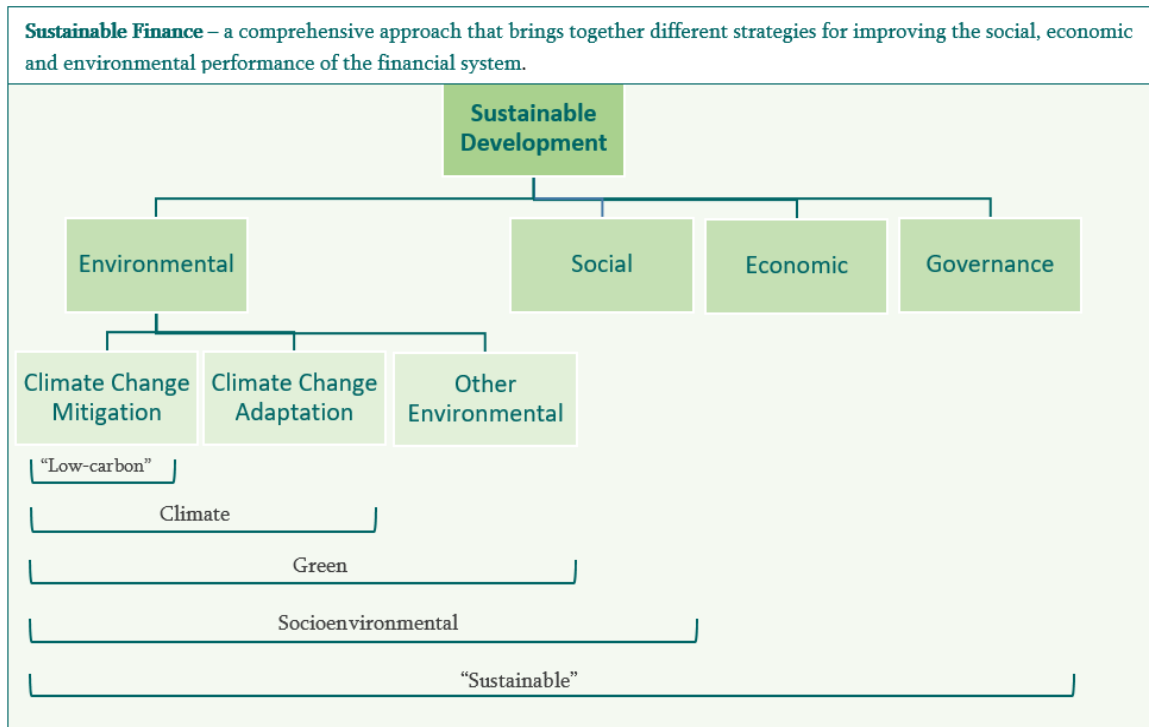 Sustainable Finance – a comprehensive approach that brings together different strategies for improving the social, economic
and environmental performance of the financial system.
Sustainable
Development
Environmental
Social
Economic
Governance
Climate Change
Mitigation
Climate Change
Adaptation
Other
Environmental
“Low-carbon”
Climate
Green
Socioenvironmental
“Sustainable”